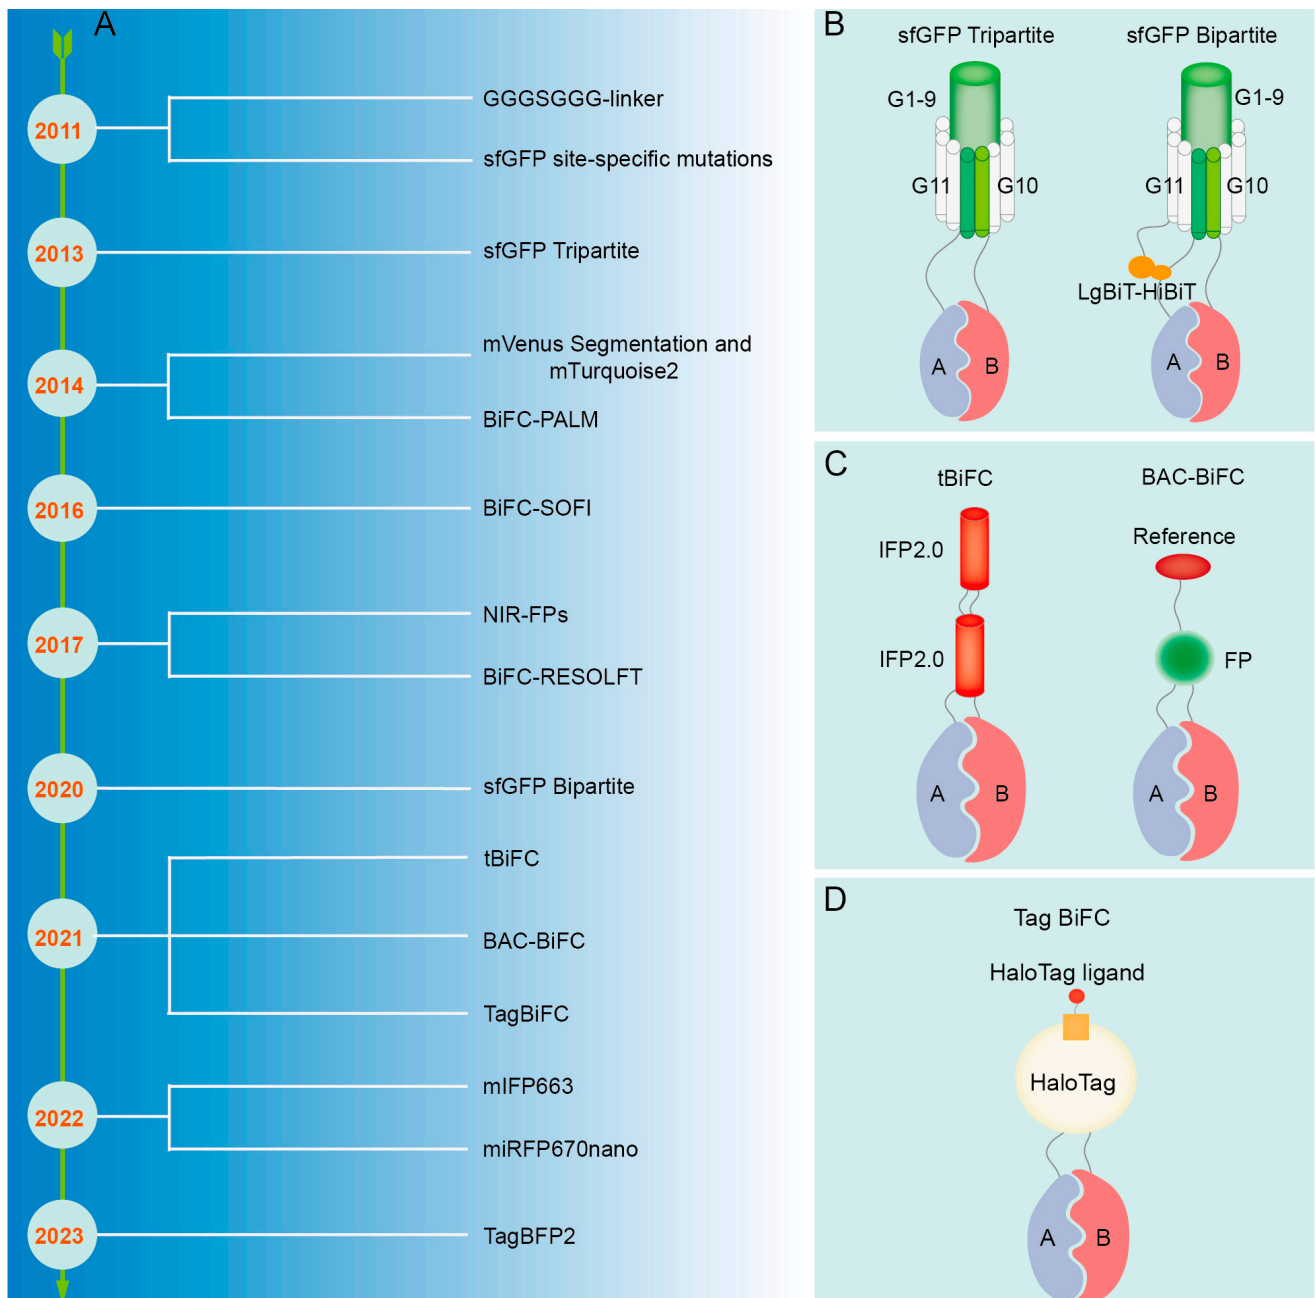 A
2011
GGGSGGG-linker
sfGFP site-specific mutations
2013
sfGFP Tripartite
2014
mVenus Segmentation and
mTurquoise2
BiFC-PALM
2016
BiFC-SOFI
2017
NIR-FPs
BiFC-RESOLFT
2020
sfGFP Bipartite
2021
tBiFC
BAC-BiFC
TagBiFC
2022
mIFP663
miRFP670nano
2023
TagBFP2
B
sfGFP Tripartite
G1-9
G11
G10
A
B
sfGFP Bipartite
G1-9
G11
G10
LgBiT-HiBiT
A
B
C
tBiFC
IFP2.0
IFP2.0
A
B
BAC-BiFC
Reference
FP
A
B
D
Tag BiFC
HaloTag ligand
HaloTag
A
B